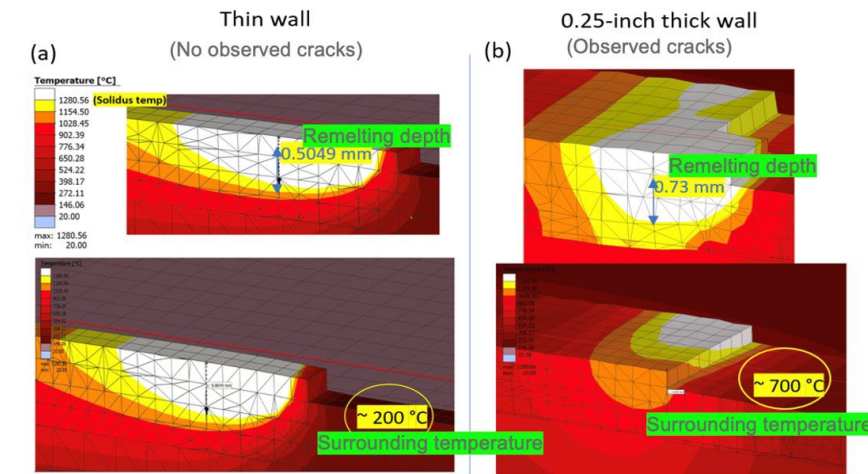 Thin wall
(No observed cracks)
0.25-inch thick wall
(Observed cracks)
(a)
(b)
Temperature [°C]
1280.56 (Solidus temp)
1154.50
1028.45
902.39
776.34
650.28
524.22
398.17
272.11
146.06
20.00
max: 1280.56
min: 20.00
Remelting depth
0.5049 mm
Remelting depth
0.73 mm
~ 200 °C
Surrounding temperature
~ 700 °C
Surrounding temperature